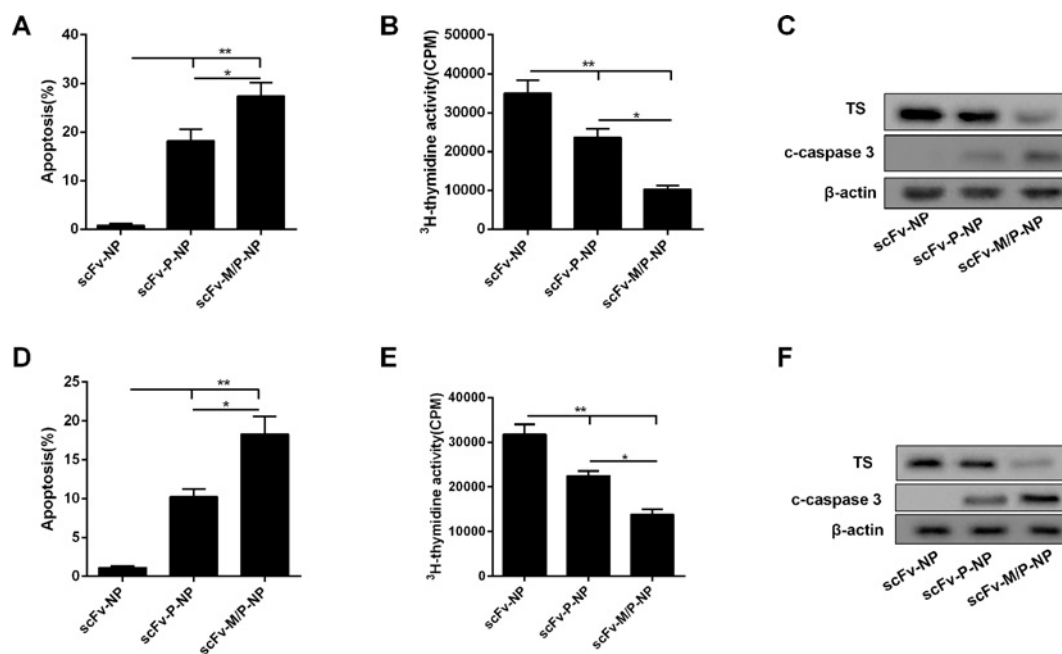 A
Apoptosis(%)
40
30
20
10
0
**
*
scFv-NP
scFv-P-NP
scFv-M/P-NP
B
³H-thymidine activity(CPM)
50000
40000
30000
20000
10000
0
**
*
scFv-NP
scFv-P-NP
scFv-M/P-NP
C
TS
c-caspase 3
β-actin
scFv-NP
scFv-P-NP
scFv-M/P-NP
D
Apoptosis(%)
25
20
15
10
5
0
**
*
scFv-NP
scFv-P-NP
scFv-M/P-NP
E
³H-thymidine activity(CPM)
40000
30000
20000
10000
0
**
*
scFv-NP
scFv-P-NP
scFv-M/P-NP
F
TS
c-caspase 3
β-actin
scFv-NP
scFv-P-NP
scFv-M/P-NP